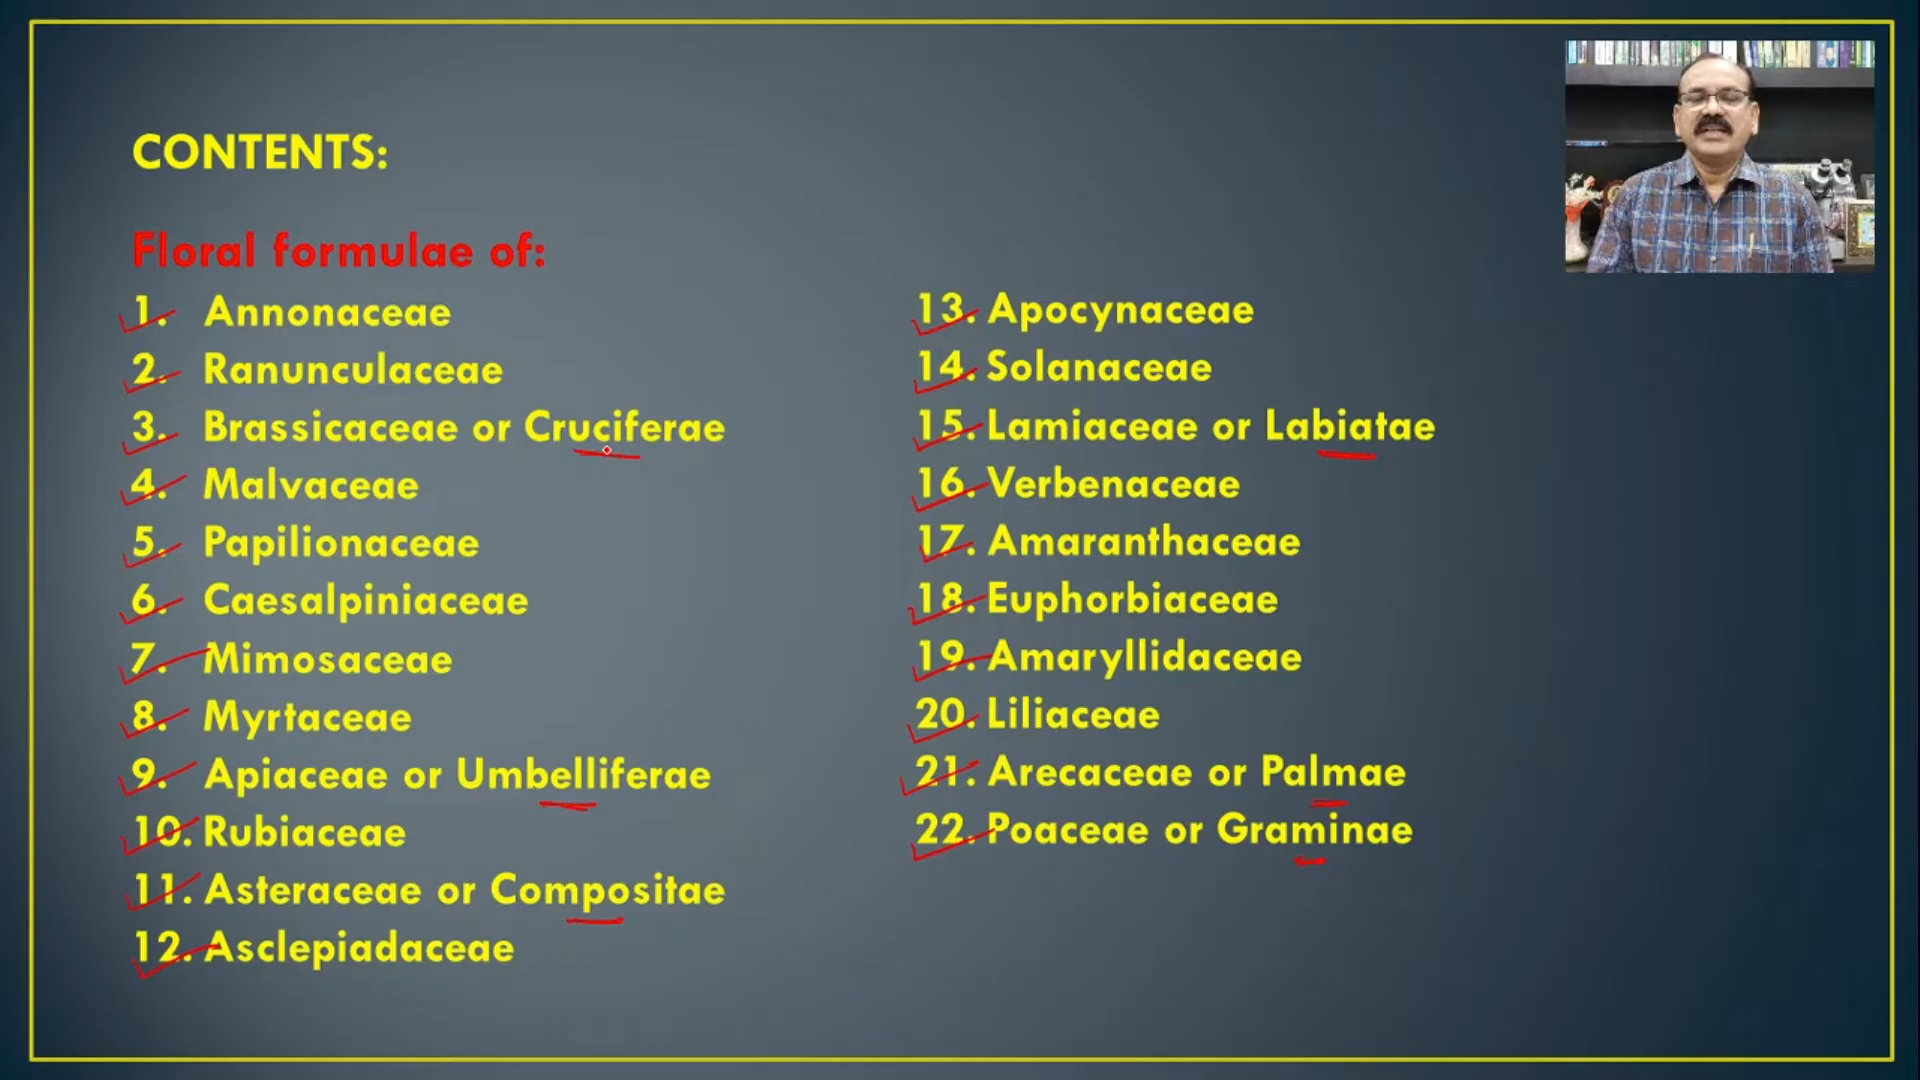 CONTENTS:
Floral formulae of:
1. Annonaceae
2. Ranunculaceae
3. Brassicaceae or Cruciferae
4. Malvaceae
5. Papilionaceae
6. Caesalpiniaceae
7. Mimosaceae
8. Myrtaceae
9. Apiaceae or Umbelliferae
10. Rubiaceae
11. Asteraceae or Compositae
12. Asclepiadaceae
13. Apocynaceae
14. Solanaceae
15. Lamiaceae or Labiatae
16. Verbenaceae
17. Amaranthaceae
18. Euphorbiaceae
19. Amaryllidaceae
20. Liliaceae
21. Arecaceae or Palmae
22. Poaceae or Graminae